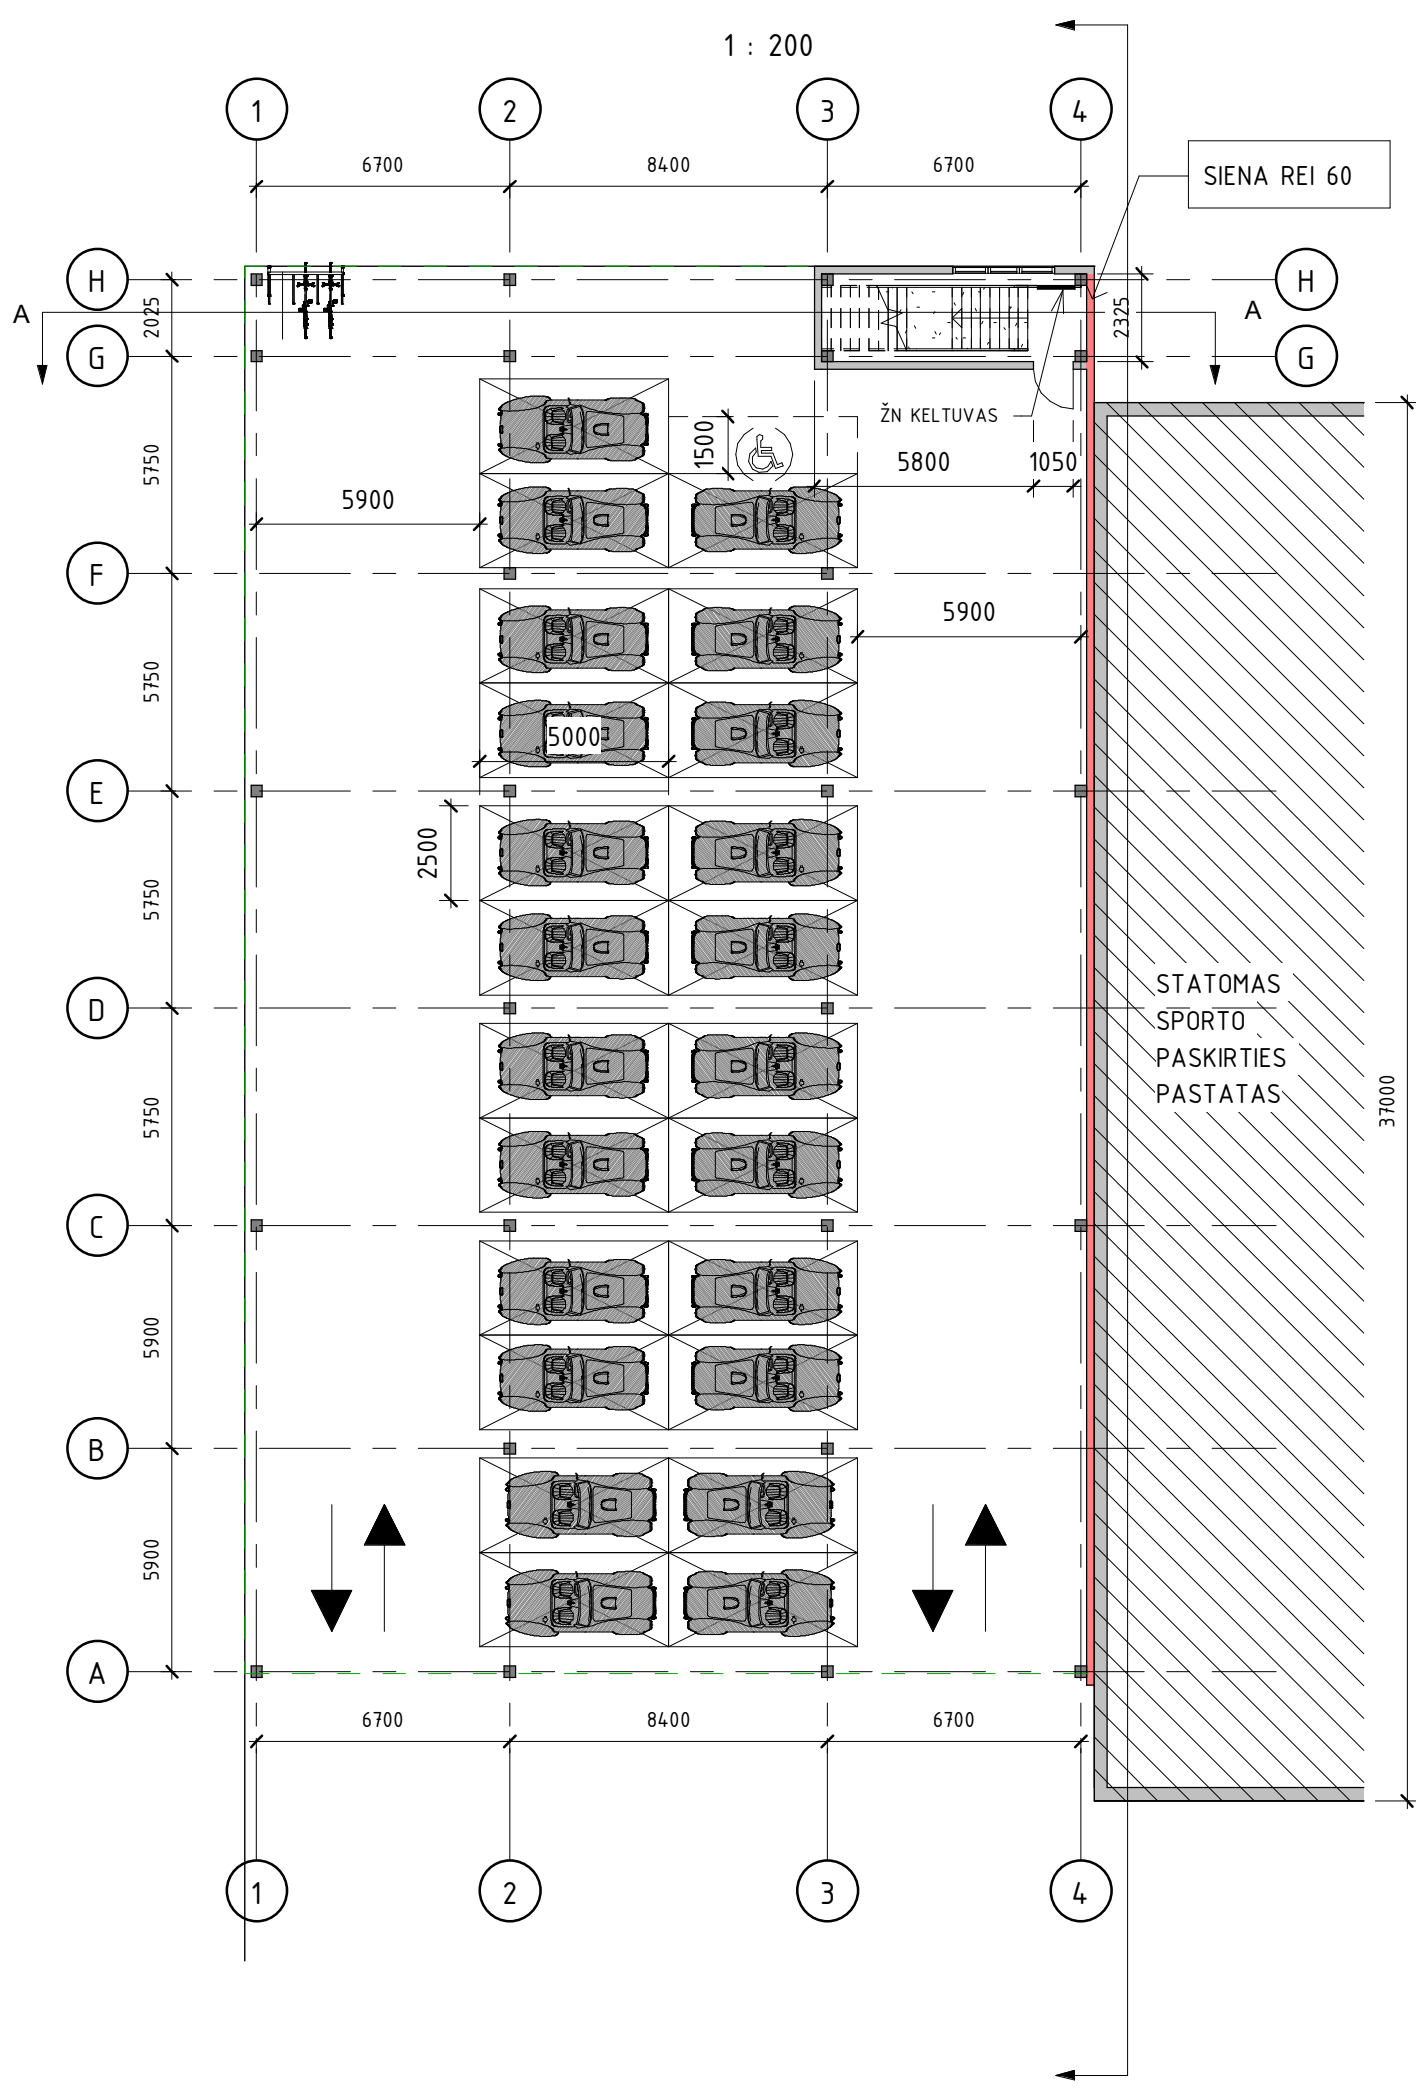 1 : 200
1
2
3
4
6700
8400
6700
SIENA REI 60
H
H
2025
2325
A
A
G
G
ŽN KELTUVAS
1500
5750
5800
1050
5900
F
5900
5750
5000
E
2500
5750
D
STATOMAS
SPORTO
PASKIRTIES
PASTATAS
5750
37000
C
5900
B
5900
A
6700
8400
6700
1
2
3
4